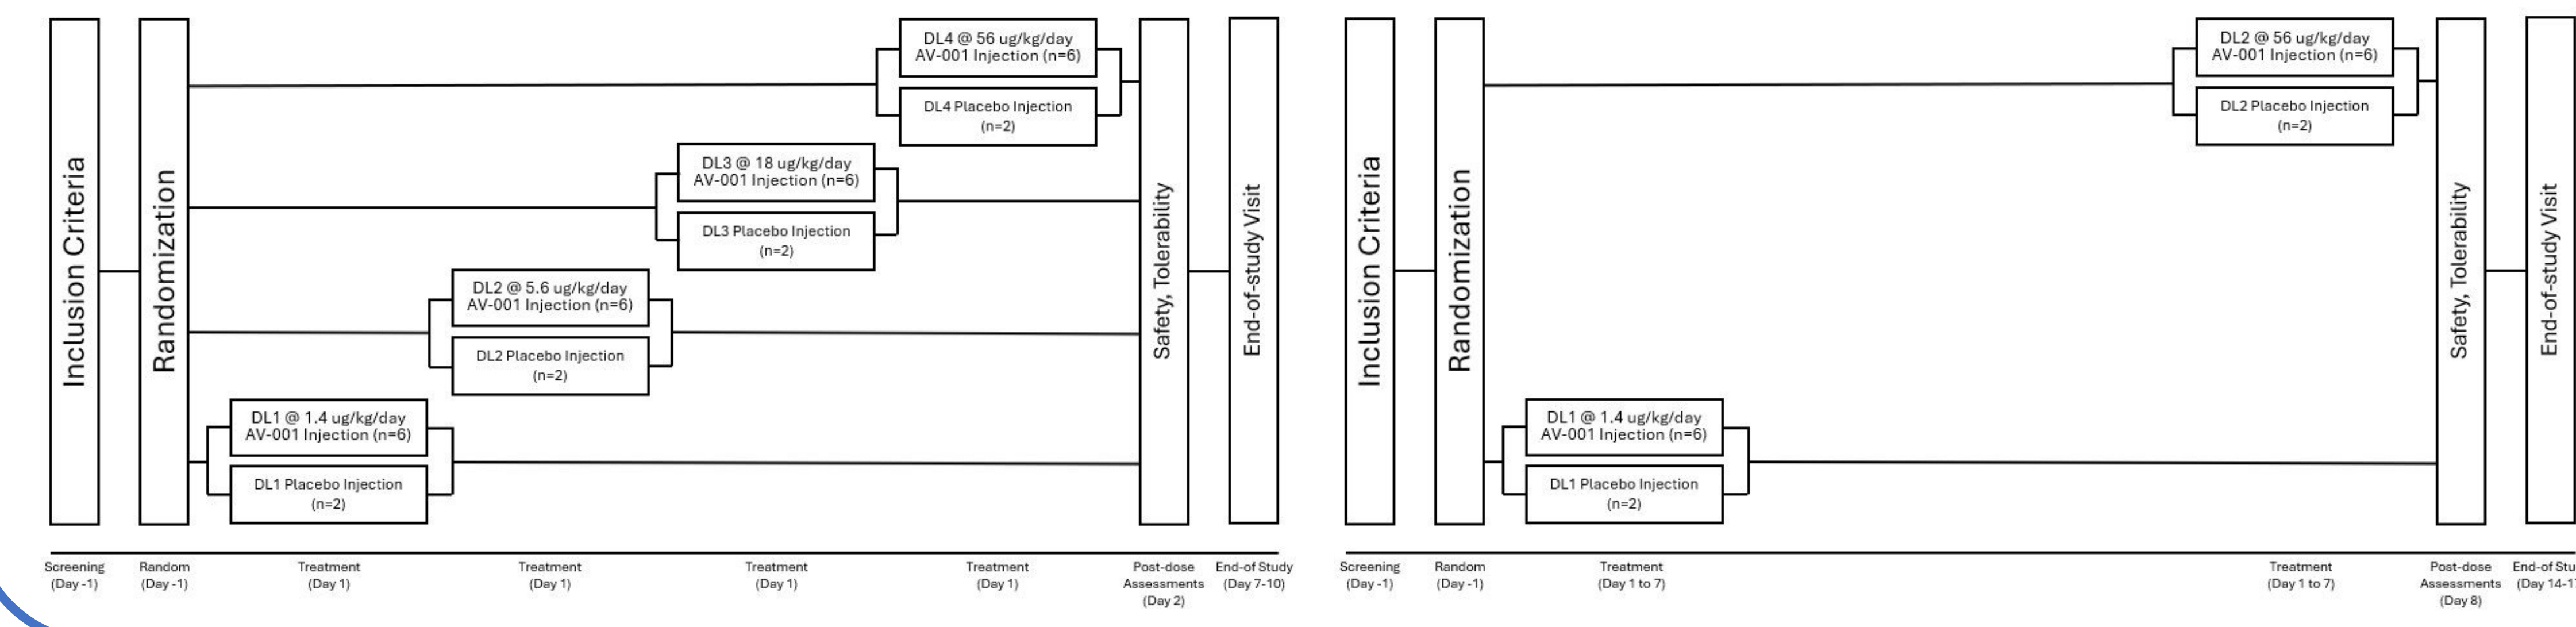 Inclusion Criteria
Randomization
DL4 @ 56 ug/kg/day
AV-001 Injection (n=6)
DL4 Placebo Injection
(n=2)
DL3 @ 18 ug/kg/day
AV-001 Injection (n=6)
DL3 Placebo Injection
(n=2)
DL2 @ 5.6 ug/kg/day
AV-001 Injection (n=6)
DL2 Placebo Injection
(n=2)
DL1 @ 1.4 ug/kg/day
AV-001 Injection (n=6)
DL1 Placebo Injection
(n=2)
Safety, Tolerability
End-of-study Visit
Screening
(Day -1)
Random
(Day -1)
Treatment
(Day 1)
Treatment
(Day 1)
Treatment
(Day 1)
Treatment
(Day 1)
Post-dose
Assessments
(Day 2)
End-of Study
(Day 7-10)
Inclusion Criteria
Randomization
DL2 @ 56 ug/kg/day
AV-001 Injection (n=6)
DL2 Placebo Injection
(n=2)
DL1 @ 1.4 ug/kg/day
AV-001 Injection (n=6)
DL1 Placebo Injection
(n=2)
Safety, Tolerability
End-of-study Visit
Screening
(Day -1)
Random
(Day -1)
Treatment
(Day 1 to 7)
Treatment
(Day 1 to 7)
Post-dose
Assessments
(Day 8)
End-of Stu
(Day 14-1